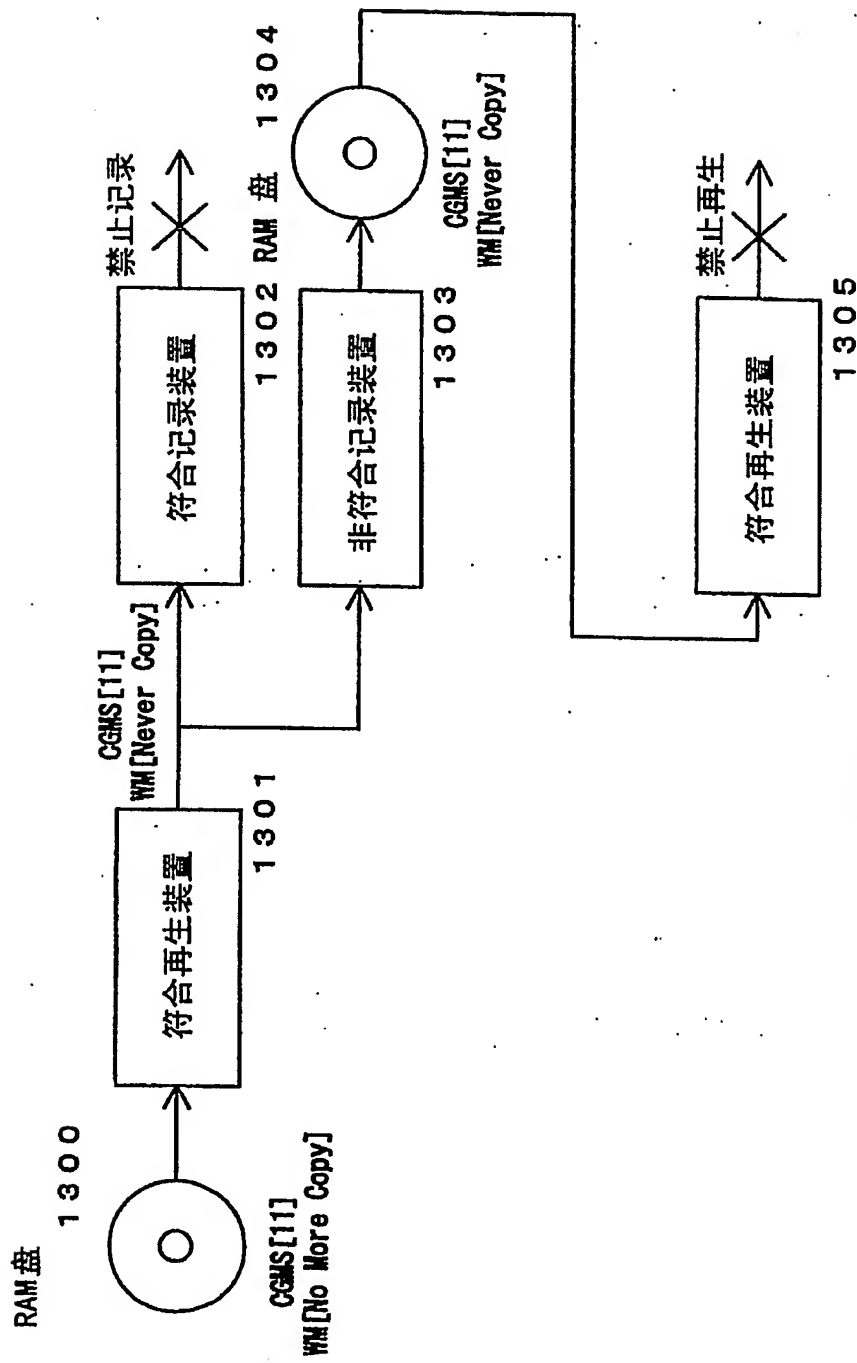 RAM盘
1300
CGMS[11]
WM[No More Copy]
符合再生装置
1301
CGMS[11]
WM[Never Copy]
符合记录装置
1302
禁止记录
非符合记录装置
1303
RAM 盘
1304
CGMS[11]
WM[Never Copy]
符合再生装置
1305
禁止再生